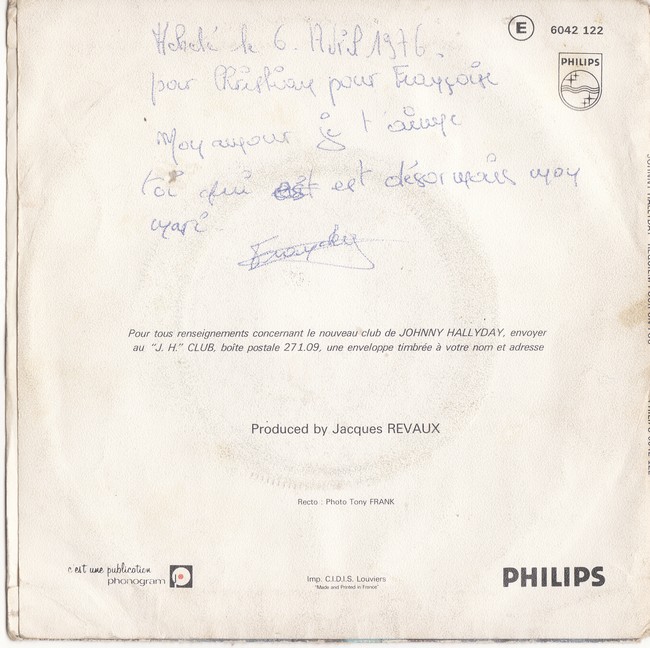 Acheté le 6. Avril 1976.
pour Christian pour Françoise
Mon amour je t'aime
toi qui est est désormais mon
mari
E 6042 122
PHILIPS
Pour tous renseignements concernant le nouveau club de JOHNNY HALLYDAY, envoyer
au "J. H." CLUB, boîte postale 271.09, une enveloppe timbrée à votre nom et adresse
Produced by Jacques REVAUX
Recto : Photo Tony FRANK
c'est une publication
phonogram
Imp. C.I.D.I.S. Louviers
"Made and Printed in France"
PHILIPS